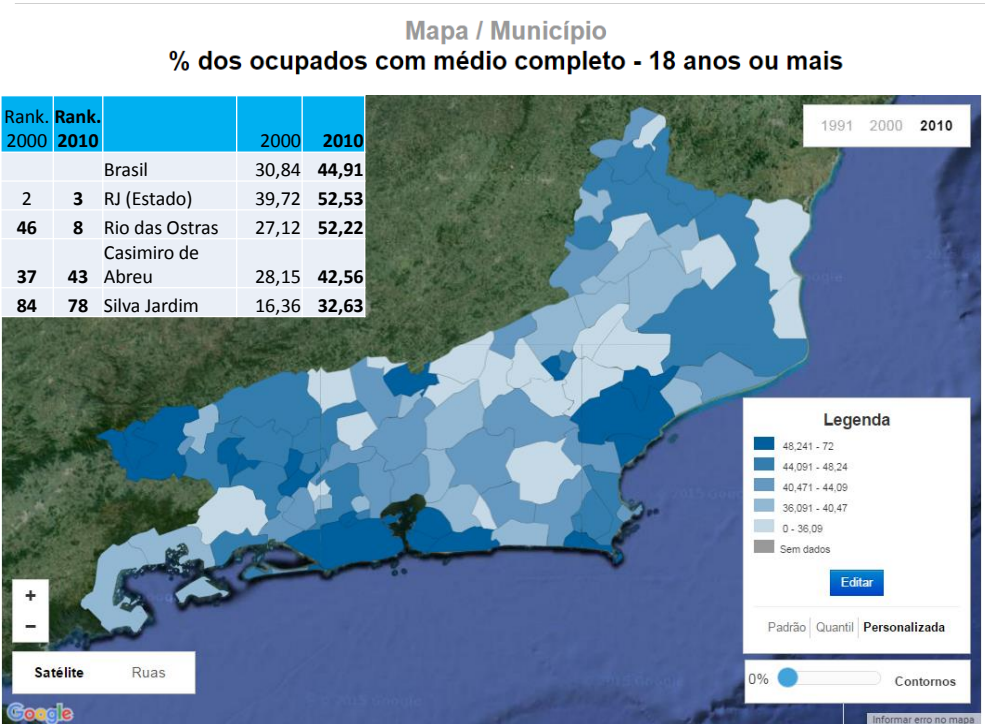 Mapa / Município
% dos ocupados com médio completo - 18 anos ou mais
Rank. 2000 Rank. 2010 2000 2010
Brasil 30,84 44,91
2 3 RJ (Estado) 39,72 52,53
46 8 Rio das Ostras 27,12 52,22
37 43 Casimiro de Abreu 28,15 42,56
84 78 Silva Jardim 16,36 32,63
1991 2000 2010
Legenda
48,241 - 72
44,091 - 48,24
40,471 - 44,09
36,091 - 40,47
0 - 36,09
Sem dados
Editar
Padrão Quantil Personalizada
0% Contornos
+
−
Satélite Ruas
Google
Informar erro no mapa